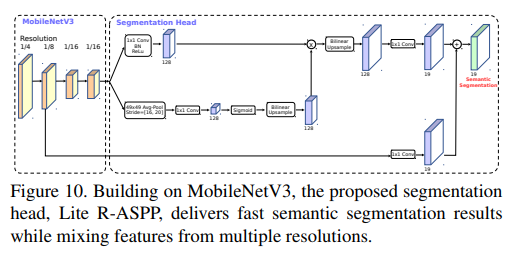 MobileNetV3
Segmentation Head
Resolution
1/4 1/8 1/16 1/16
1x1 Conv
BN
ReLu
128
49x49 Avg-Pool
Stride=(16, 20)
1x1 Conv
128
Sigmoid
Bilinear
Upsample
128
x
Bilinear
Upsample
128
1x1 Conv
19
+
19
Semantic
Segmentation
1x1 Conv
19
Figure 10. Building on MobileNetV3, the proposed segmentation
head, Lite R-ASPP, delivers fast semantic segmentation results
while mixing features from multiple resolutions.